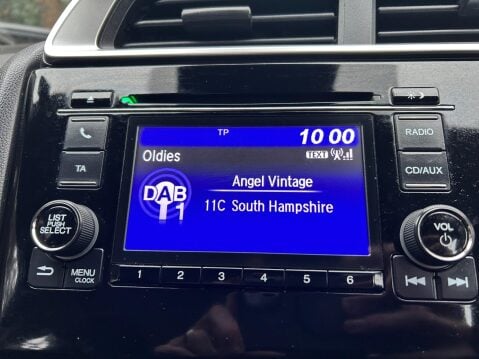 TP
10 00
Oldies
TEXT
DAB
1
Angel Vintage
11C South Hampshire
TA
LIST
PUSH
SELECT
MENU
CLOCK
RADIO
CD/AUX
VOL
1 2 3 4 5 6